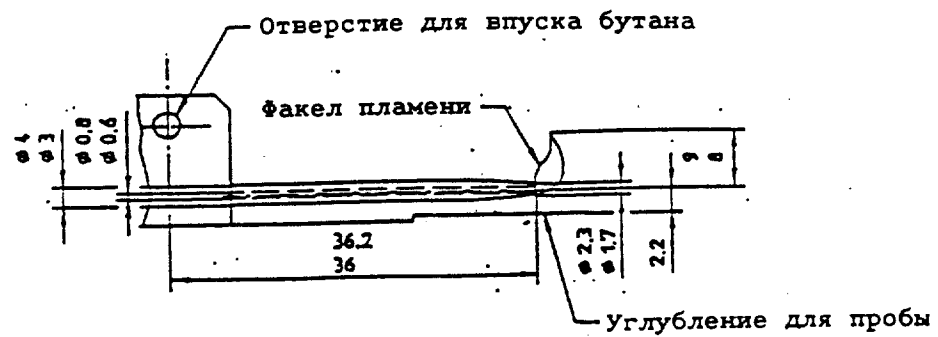 Отверстие для впуска бутана
Факел пламени
ø 4
ø 3
ø 0.8
ø 0.6
9
8
36.2
36
ø 2.3
ø 1.7
2.2
Углубление для пробы